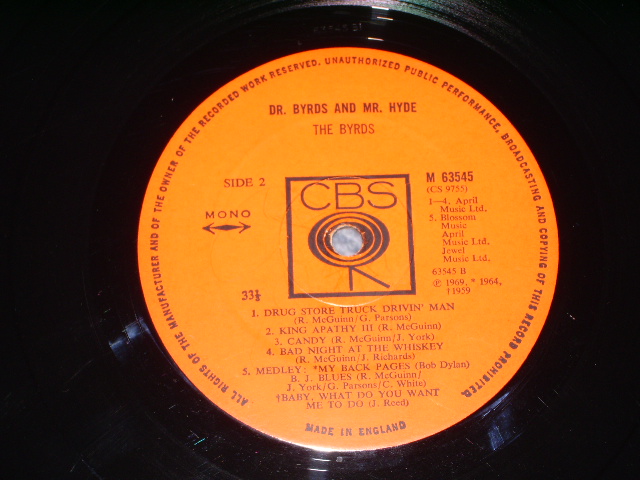 ALL RIGHTS OF THE MANUFACTURER AND OF THE OWNER OF THE RECORDED WORK RESERVED. UNAUTHORIZED PUBLIC PERFORMANCE, BROADCASTING AND COPYING OF THIS RECORD PROHIBITED.
DR. BYRDS AND MR. HYDE
THE BYRDS
SIDE 2
MONO
33⅓
CBS
M 63545
(CS 9755)
1—4. April
Music Ltd.
5. Blossom
Music
April
Music Ltd.
Jewel
Music Ltd.
63545 B
℗ 1969, * 1964,
†1959
1. DRUG STORE TRUCK DRIVIN' MAN
(R. McGuinn/G. Parsons)
2. KING APATHY III (R. McGuinn)
3. CANDY (R. McGuinn/J. York)
4. BAD NIGHT AT THE WHISKEY
(R. McGuinn/J. Richards)
5. MEDLEY: *MY BACK PAGES (Bob Dylan)
B. J. BLUES (R. McGuinn/
J. York/G. Parsons/C. White)
†BABY, WHAT DO YOU WANT
ME TO DO (J. Reed)
MADE IN ENGLAND